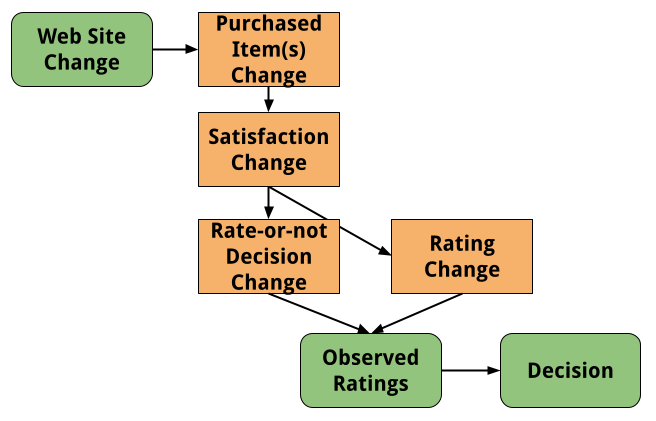 Web Site
Change
Purchased
Item(s)
Change
Satisfaction
Change
Rate-or-not
Decision
Change
Rating
Change
Observed
Ratings
Decision